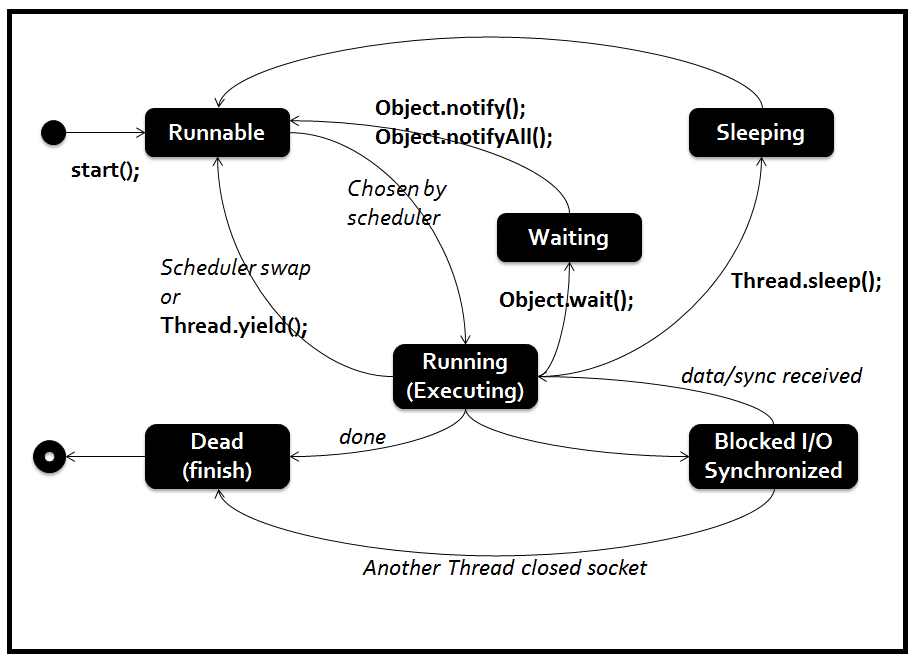 Object.notify();
Object.notifyAll();
Runnable
Sleeping
start();
Chosen by
scheduler
Waiting
Scheduler swap
or
Thread.yield();
Object.wait();
Thread.sleep();
Running
(Executing)
data/sync received
Dead
(finish)
done
Blocked I/O
Synchronized
Another Thread closed socket